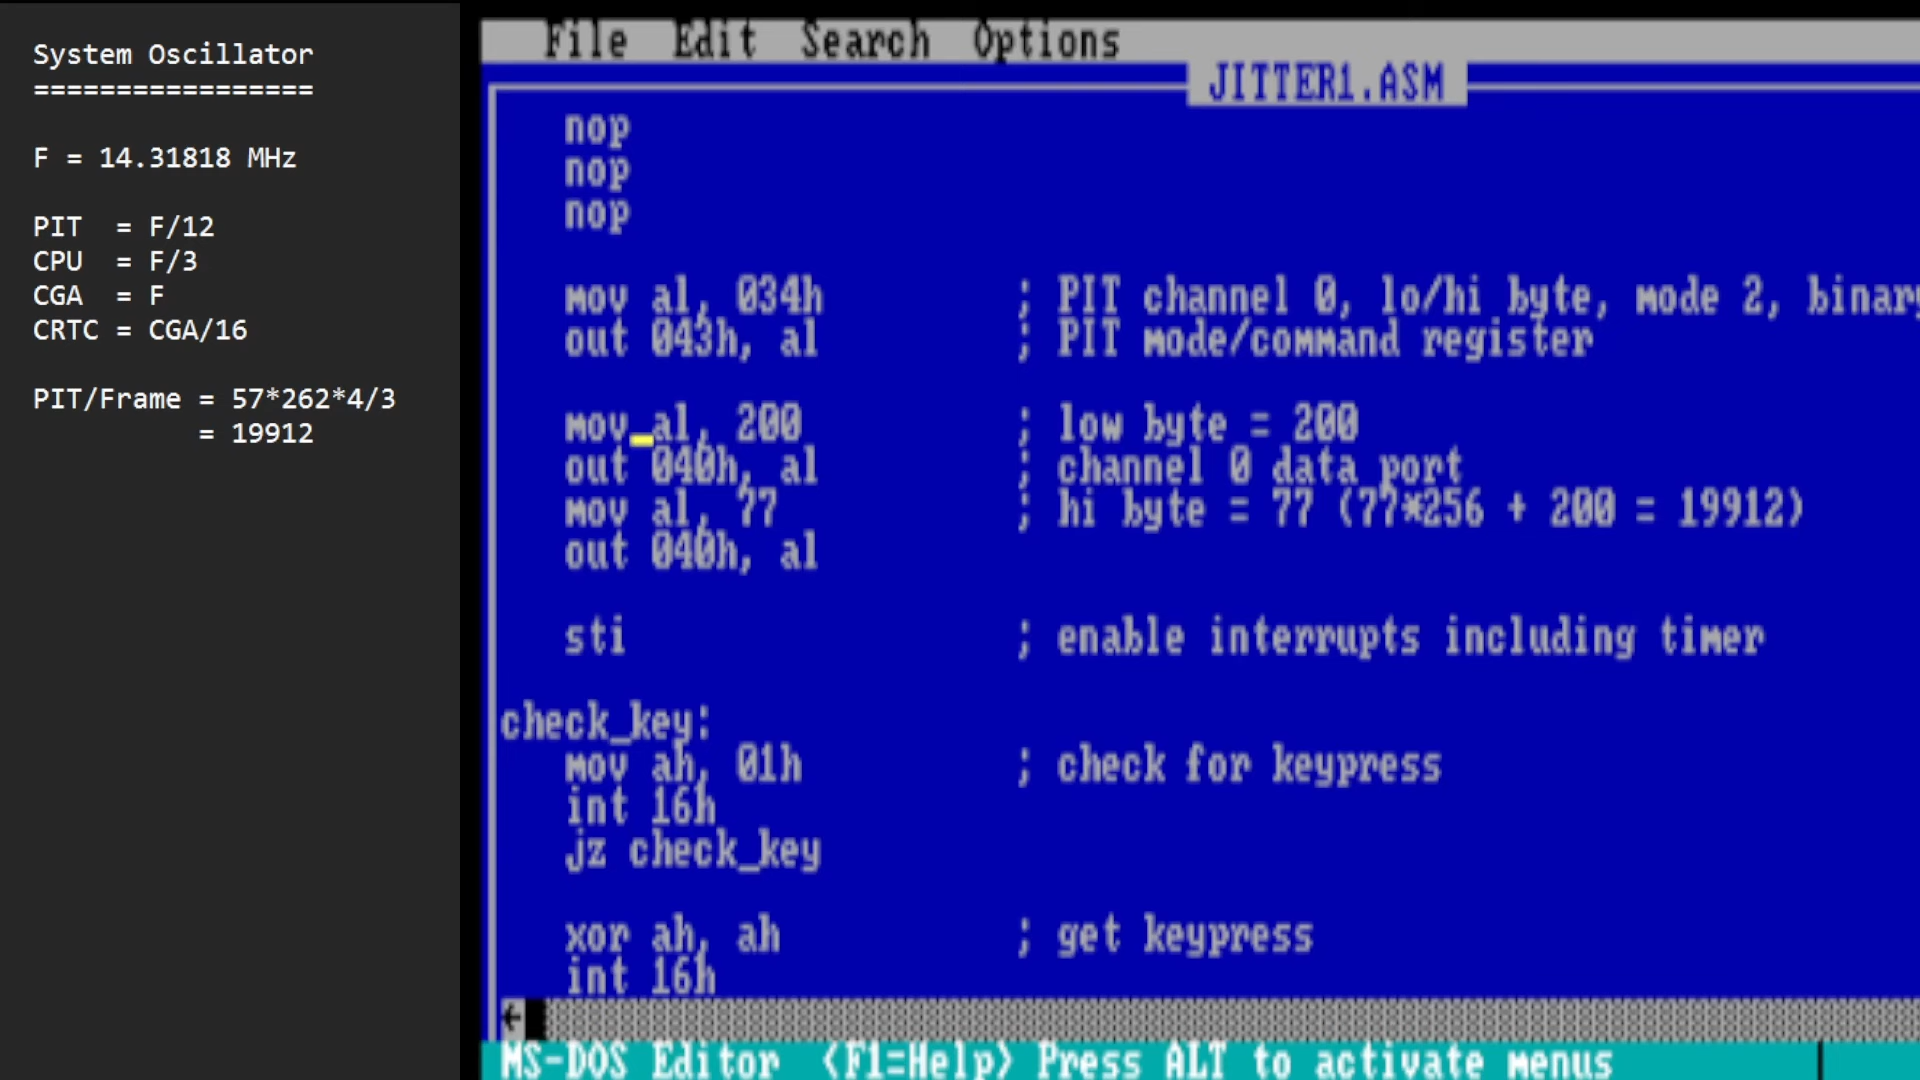 System Oscillator
=================
F = 14.31818 MHz
PIT  = F/12
CPU  = F/3
CGA  = F
CRTC = CGA/16
PIT/Frame = 57*262*4/3
          = 19912
File  Edit  Search  Options
JITTER1.ASM
nop
nop
nop
mov al, 034h         ; PIT channel 0, lo/hi byte, mode 2, binary
out 043h, al         ; PIT mode/command register
mov al, 200          ; low byte = 200
out 040h, al         ; channel 0 data port
mov al, 77           ; hi byte = 77 (77*256 + 200 = 19912)
out 040h, al
sti                  ; enable interrupts including timer
check_key:
mov ah, 01h          ; check for keypress
int 16h
jz check_key
xor ah, ah           ; get keypress
int 16h
←
MS-DOS Editor  <F1=Help> Press ALT to activate menus